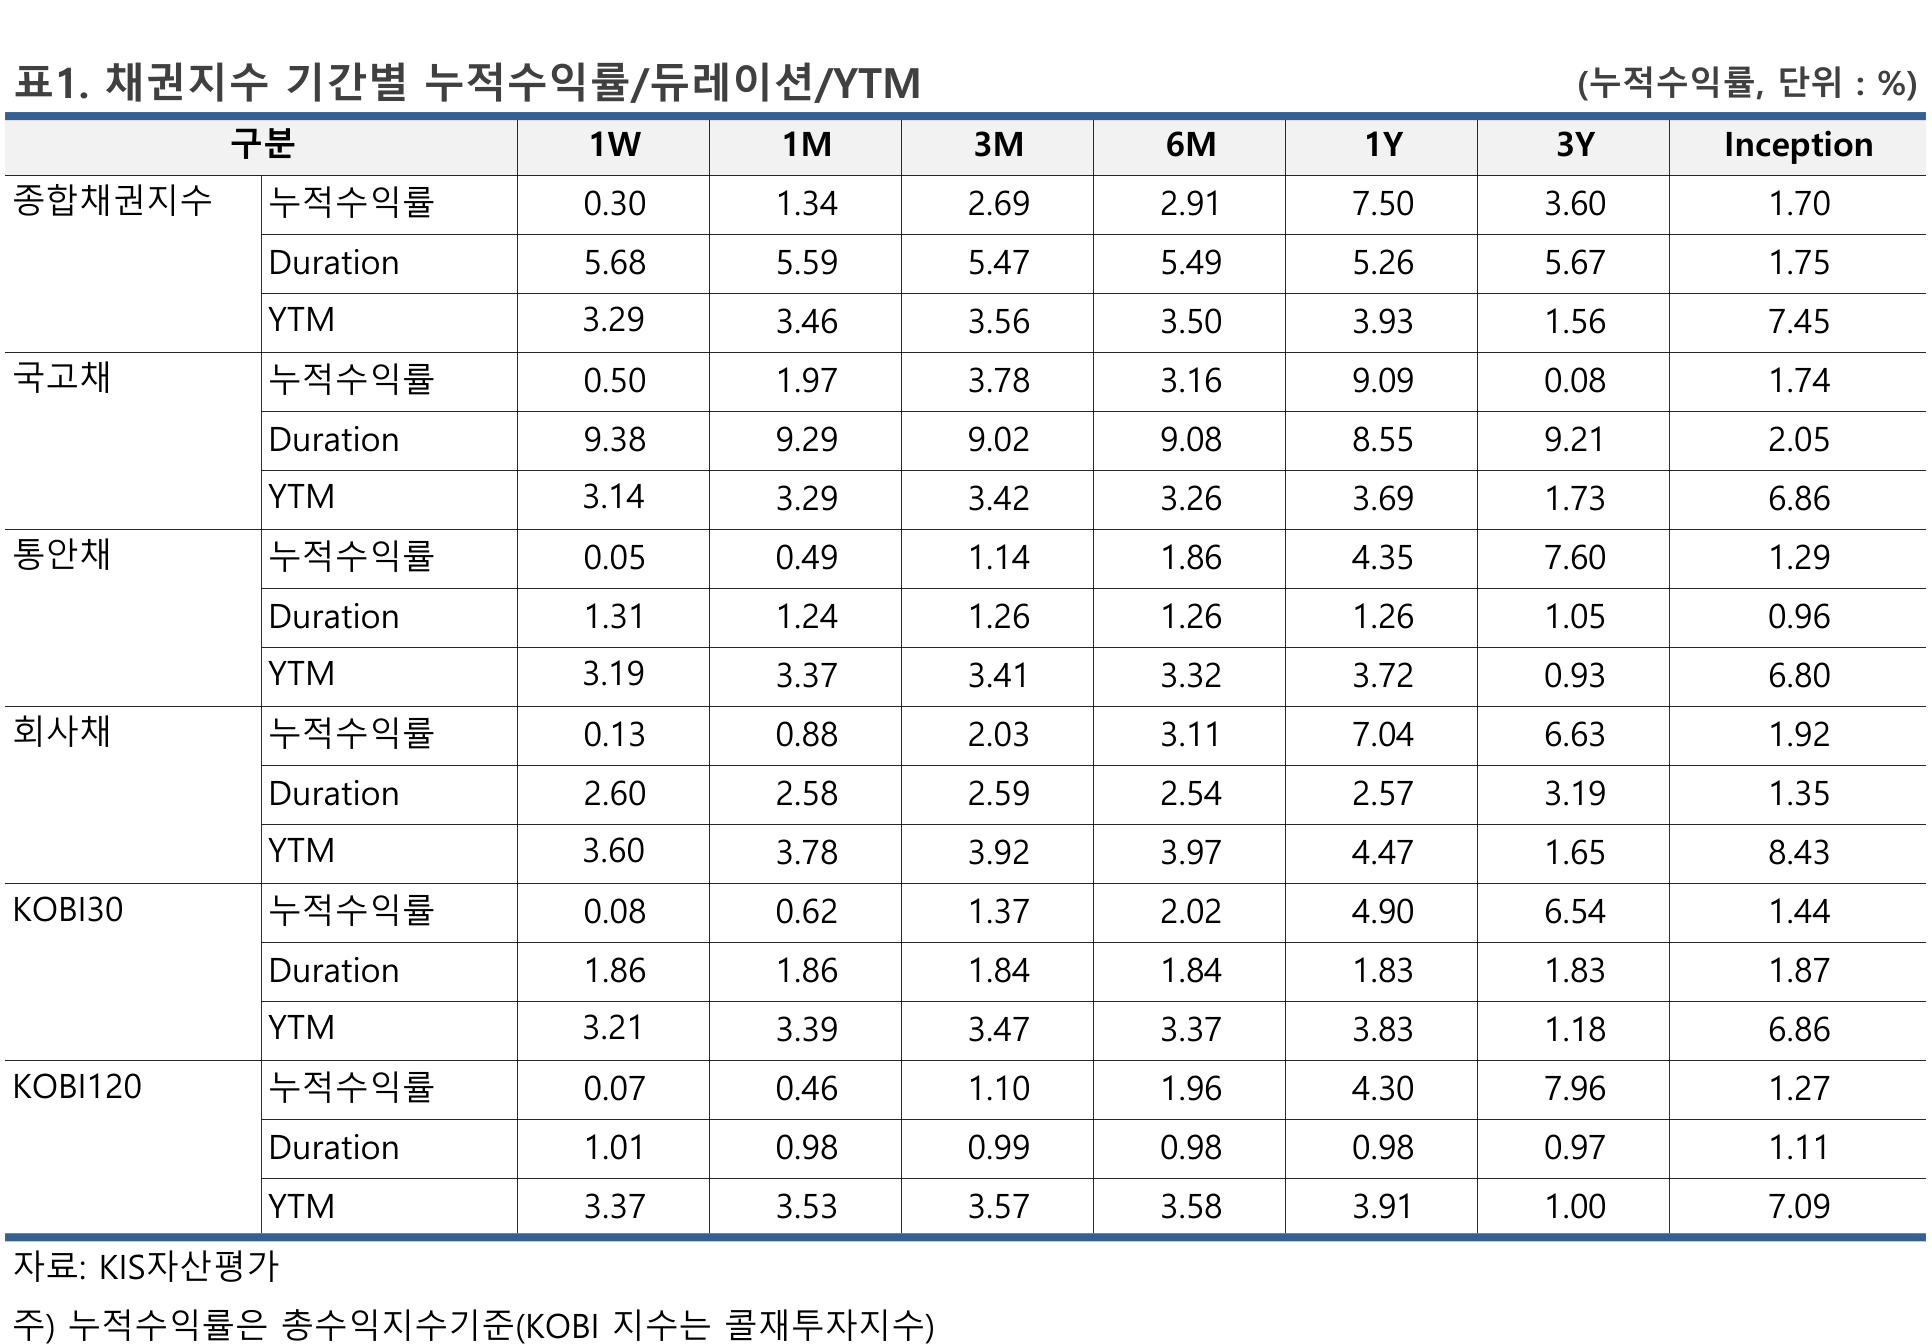 표1. 채권지수 기간별 누적수익률/듀레이션/YTM (누적수익률, 단위 : %)
구분 1W 1M 3M 6M 1Y 3Y Inception
종합채권지수 누적수익률 0.30 1.34 2.69 2.91 7.50 3.60 1.70
Duration 5.68 5.59 5.47 5.49 5.26 5.67 1.75
YTM 3.29 3.46 3.56 3.50 3.93 1.56 7.45
국고채 누적수익률 0.50 1.97 3.78 3.16 9.09 0.08 1.74
Duration 9.38 9.29 9.02 9.08 8.55 9.21 2.05
YTM 3.14 3.29 3.42 3.26 3.69 1.73 6.86
통안채 누적수익률 0.05 0.49 1.14 1.86 4.35 7.60 1.29
Duration 1.31 1.24 1.26 1.26 1.26 1.05 0.96
YTM 3.19 3.37 3.41 3.32 3.72 0.93 6.80
회사채 누적수익률 0.13 0.88 2.03 3.11 7.04 6.63 1.92
Duration 2.60 2.58 2.59 2.54 2.57 3.19 1.35
YTM 3.60 3.78 3.92 3.97 4.47 1.65 8.43
KOBI30 누적수익률 0.08 0.62 1.37 2.02 4.90 6.54 1.44
Duration 1.86 1.86 1.84 1.84 1.83 1.83 1.87
YTM 3.21 3.39 3.47 3.37 3.83 1.18 6.86
KOBI120 누적수익률 0.07 0.46 1.10 1.96 4.30 7.96 1.27
Duration 1.01 0.98 0.99 0.98 0.98 0.97 1.11
YTM 3.37 3.53 3.57 3.58 3.91 1.00 7.09
자료: KIS자산평가
주) 누적수익률은 총수익지수기준(KOBI 지수는 콜재투자지수)